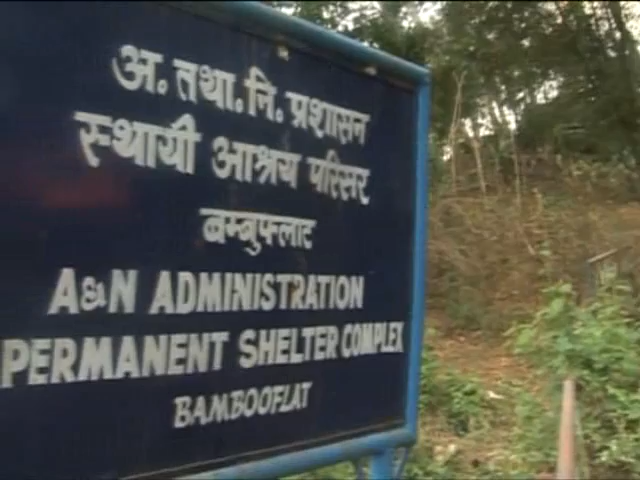 अ. तथा. नि. प्रशासन
स्थायी आश्रय परिसर
बम्बुफ्लाट
A&N ADMINISTRATION
PERMANENT SHELTER COMPLEX
BAMBOOFLAT